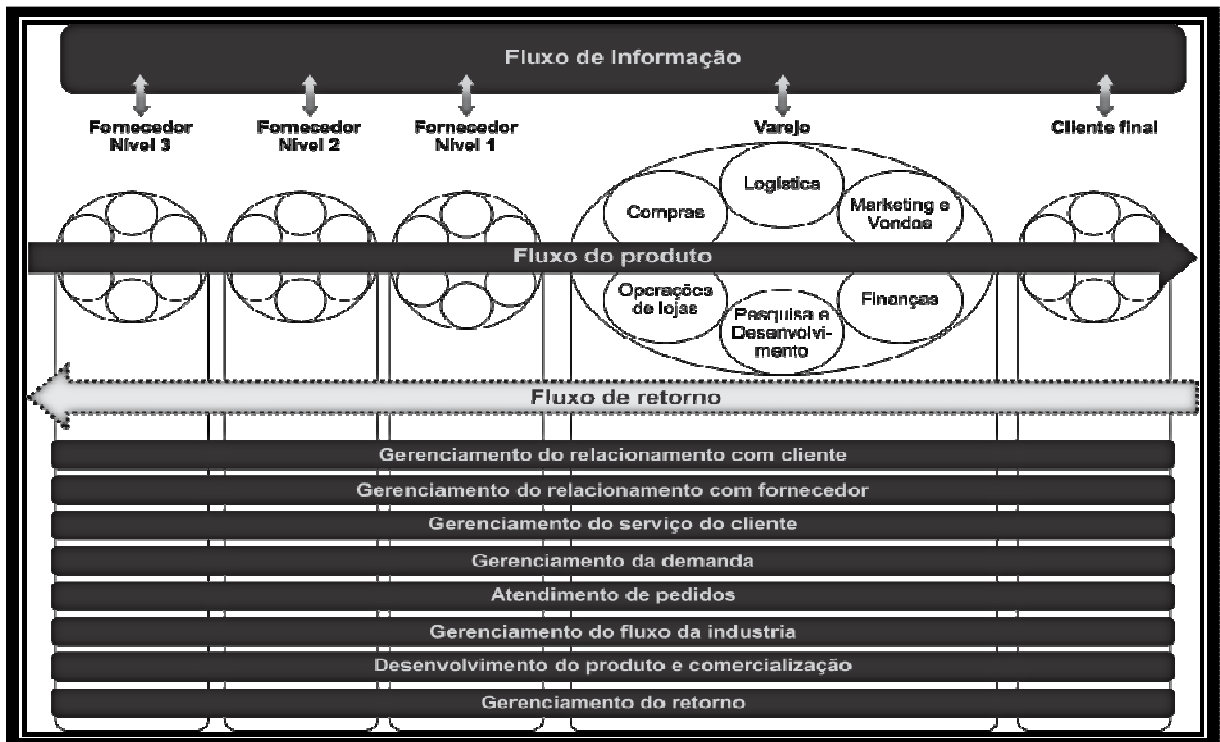 Fluxo de Informação
Fornecedor
Nível 3
Fornecedor
Nível 2
Fornecedor
Nível 1
Varejo
Cliente final
Logística
Compras
Marketing e
Vondos
Fluxo do produto
Operações
de lojas
Pesquisa e
Desenvolvi-
mento
Finanças
Fluxo de retorno
Gerenciamento do relacionamento com cliente
Gerenciamento do relacionamento com fornecedor
Gerenciamento do serviço do cliente
Gerenciamento da demanda
Atendimento de pedidos
Gerenciamento do fluxo da industria
Desenvolvimento do produto e comercialização
Gerenciamento do retorno